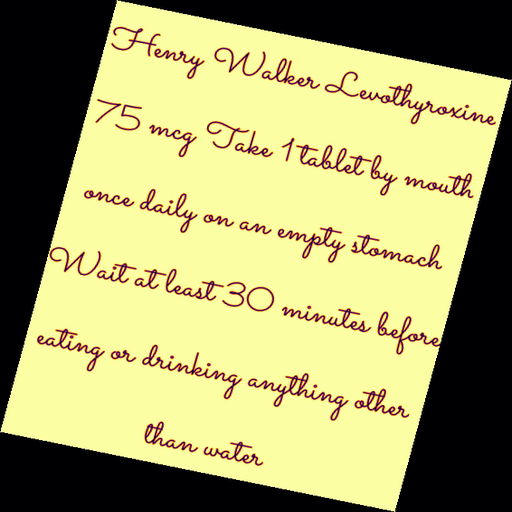 Henry Walker Levothyroxine
75 mcg Take 1 tablet by mouth
once daily on an empty stomach
Wait at least 30 minutes before
eating or drinking anything other
than water